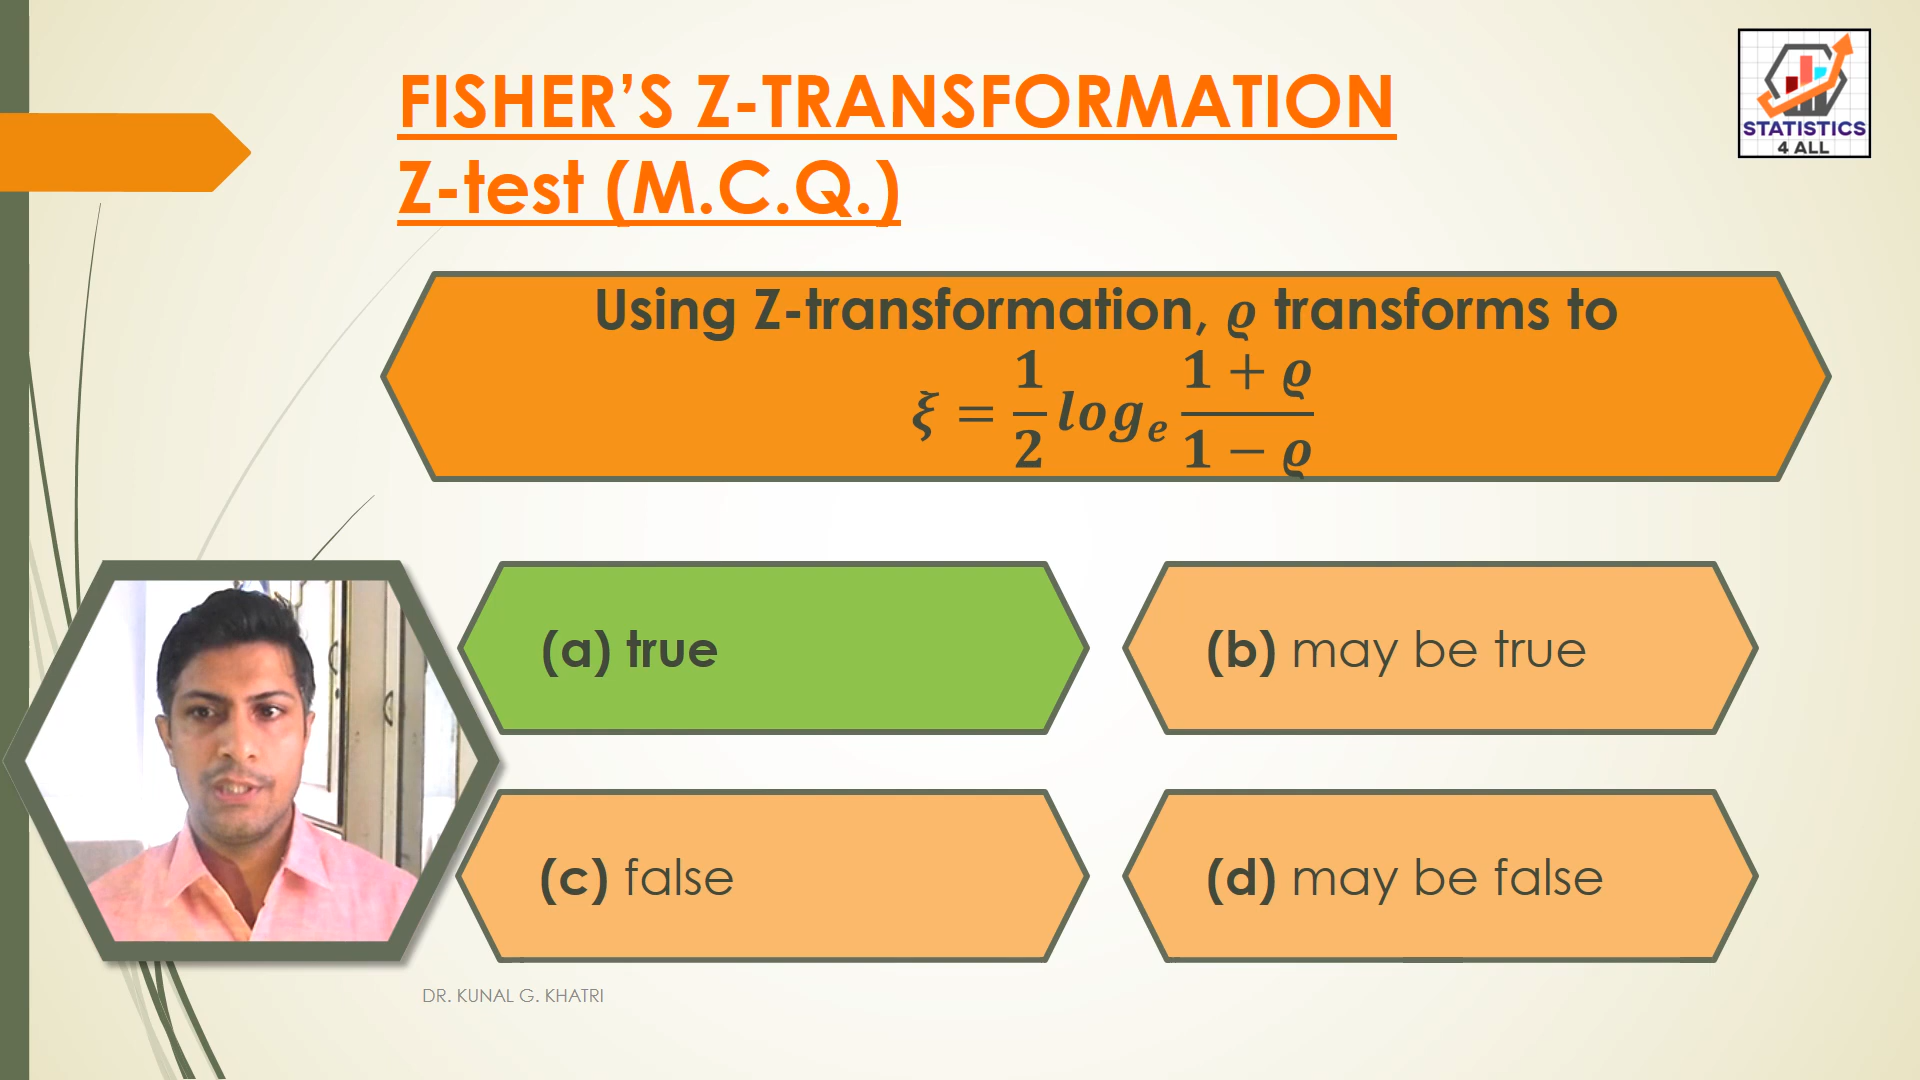 FISHER’S Z-TRANSFORMATION
Z-test (M.C.Q.)
STATISTICS
4 ALL
Using Z-transformation, ϱ transforms to
ξ = 1/2 logₑ (1 + ϱ)/(1 − ϱ)
(a) true
(b) may be true
(c) false
(d) may be false
DR. KUNAL G. KHATRI